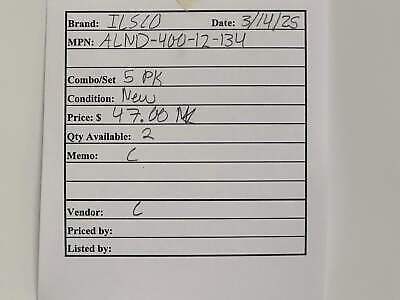 Brand: ILSCO Date: 3/14/25
MPN: ALND-400-12-134
Combo/Set 5 PK
Condition: New
Price: $ 47.00
Qty Available: 2
Memo: C
Vendor: C
Priced by:
Listed by: